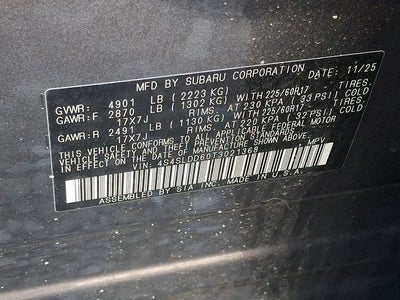 MFD BY SUBARU CORPORATION DATE: 11/25
GVWR: 4901 LB ( 2223 KG)
GAWR:F 2870 LB ( 1302 KG) WITH 225/60R17
17X7J RIMS, AT 230 KPA ( 33 PSI) COLD
GAWR:R 2491 LB ( 1130 KG) WITH 225/60R17
17X7J RIMS, AT 220 KPA ( 32 PSI) COLD
THIS VEHICLE CONFORMS TO ALL APPLICABLE FEDERAL MOTOR
VEHICLE SAFETY AND THEFT PREVENTION STANDARDS
IN EFFECT ON THE DATE OF MANUFACTURE SHOWN ABOVE.
VIN: 4S4SLDD60T3021368 MPV
ASSEMBLED BY SIA INC. MADE IN U.S.A.